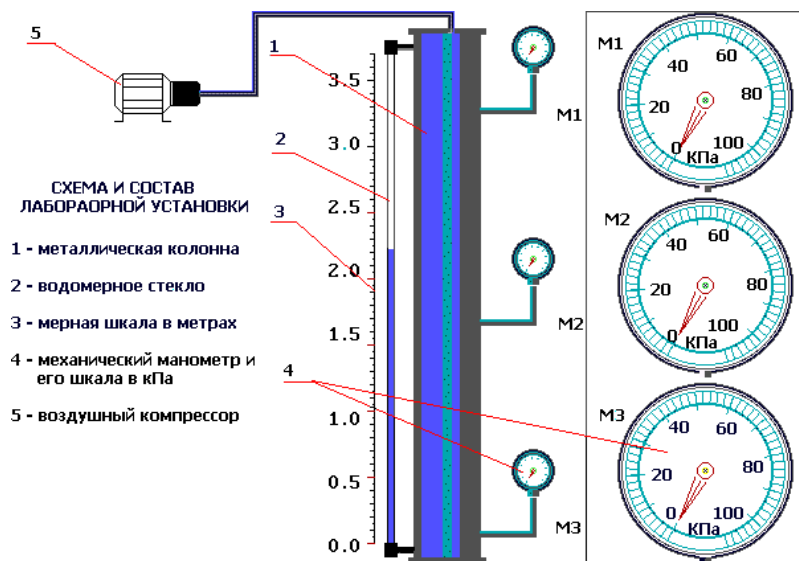 5
1
2
3
4
СХЕМА И СОСТАВ
ЛАБОРАОРНОЙ УСТАНОВКИ
1 - металлическая колонна
2 - водомерное стекло
3 - мерная шкала в метрах
4 - механический манометр и
его шкала в кПа
5 - воздушный компрессор
3.5
3.0
2.5
2.0
1.5
1.0
0.5
0.0
М1
М2
М3
М1
0
20
40
60
80
100
КПа
М2
0
20
40
60
80
100
КПа
М3
0
20
40
60
80
100
КПа